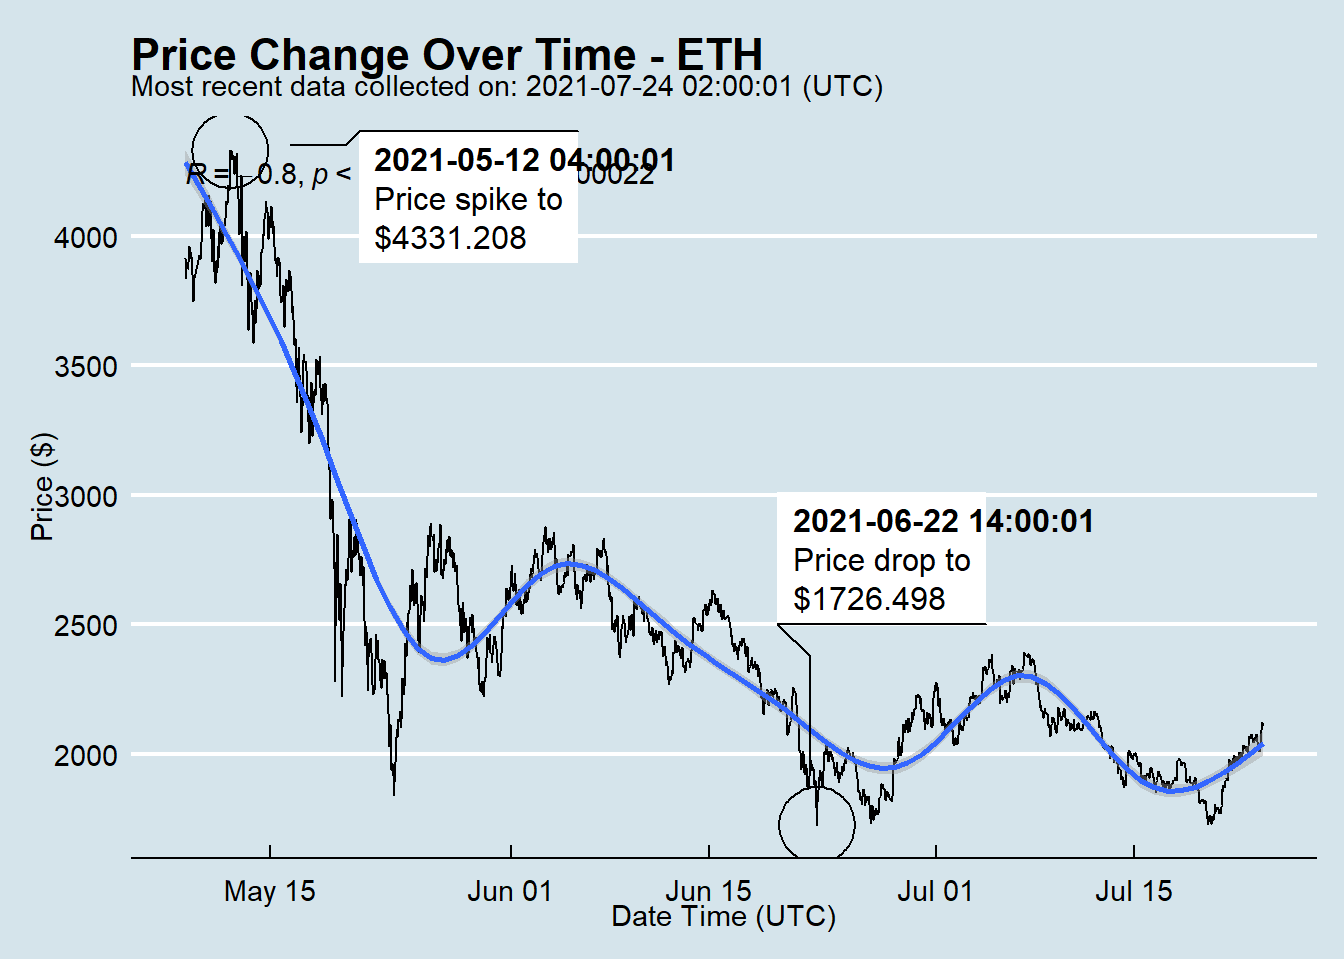 Price Change Over Time - ETH
Most recent data collected on: 2021-07-24 02:00:01 (UTC)
2021-05-12 04:00:01
R = −0.8, p < 00022
Price spike to
$4331.208
4000
3500
Price ($)
3000
2021-06-22 14:00:01
Price drop to
$1726.498
2500
2000
May 15
Jun 01
Jun 15
Jul 01
Jul 15
Date Time (UTC)